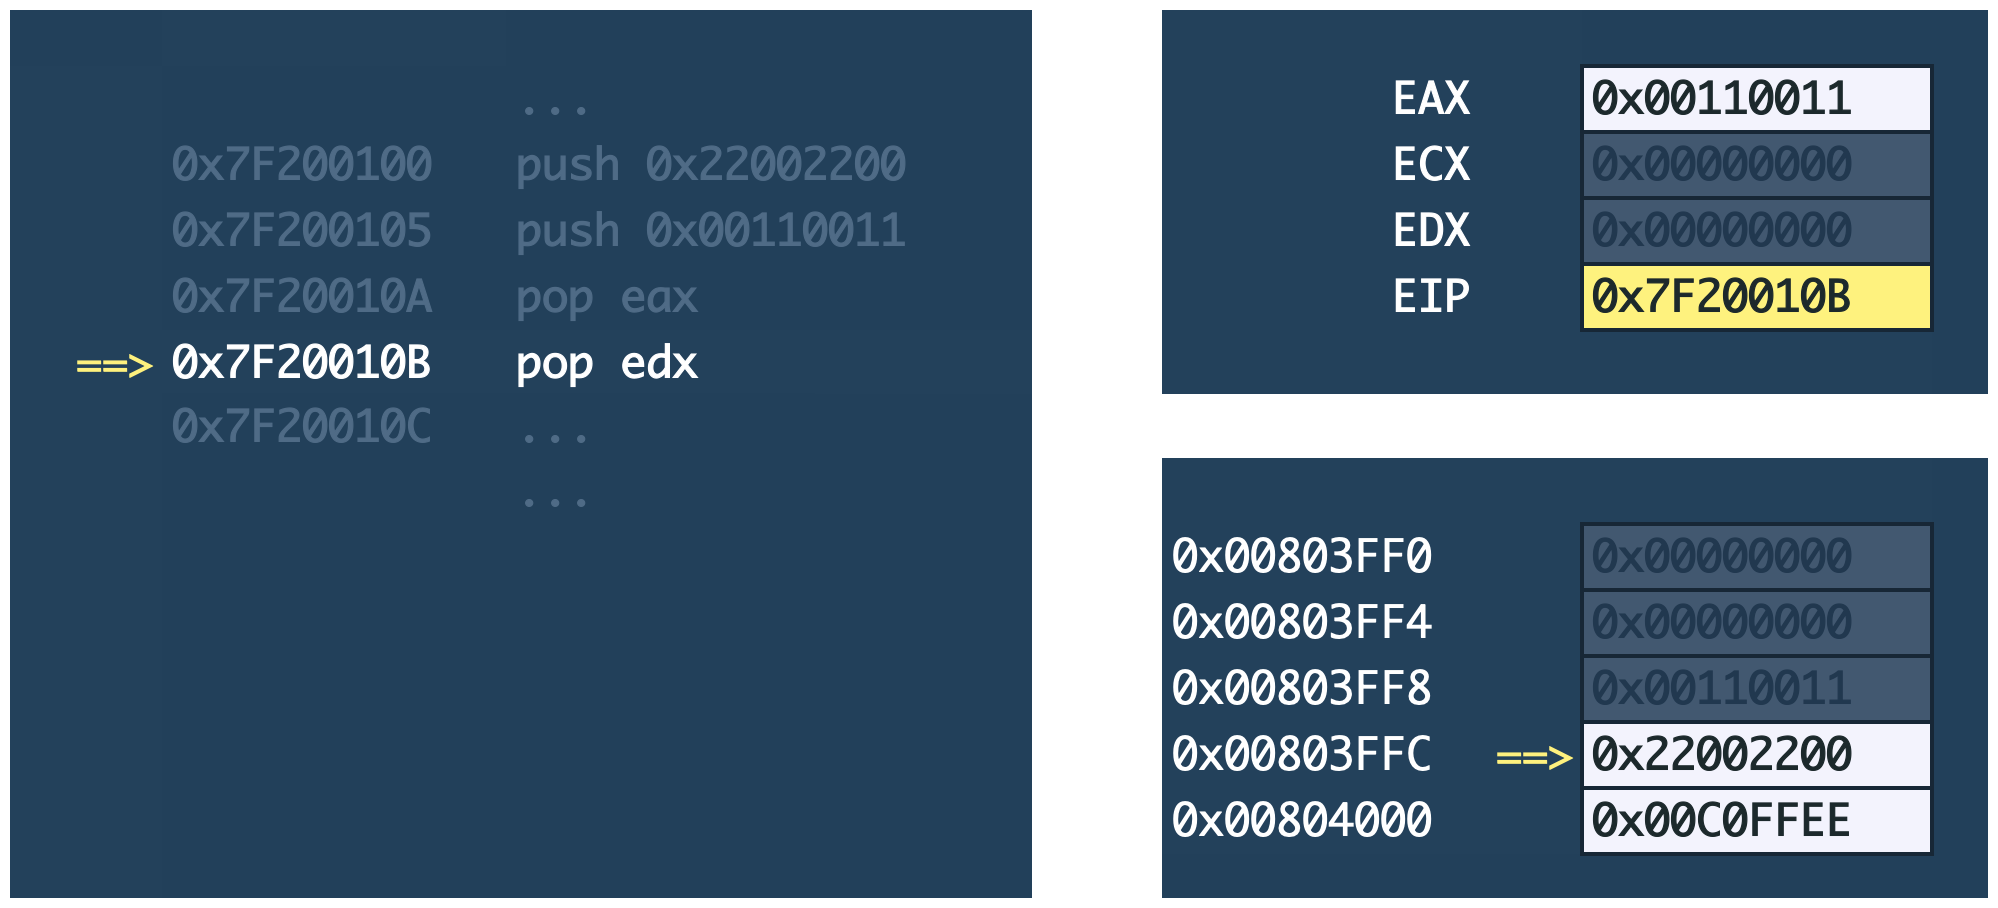 ...
0x7F200100 push 0x22002200
0x7F200105 push 0x00110011
0x7F20010A pop eax
==> 0x7F20010B pop edx
0x7F20010C ...
...
EAX 0x00110011
ECX 0x00000000
EDX 0x00000000
EIP 0x7F20010B
0x00803FF0 0x00000000
0x00803FF4 0x00000000
0x00803FF8 0x00110011
0x00803FFC ==> 0x22002200
0x00804000 0x00C0FFEE